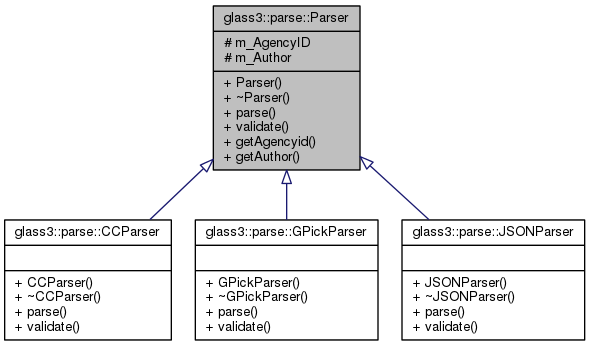 glass3::parse::Parser
# m_AgencyID
# m_Author
+ Parser()
+ ~Parser()
+ parse()
+ validate()
+ getAgencyid()
+ getAuthor()
glass3::parse::CCParser
+ CCParser()
+ ~CCParser()
+ parse()
+ validate()
glass3::parse::GPickParser
+ GPickParser()
+ ~GPickParser()
+ parse()
+ validate()
glass3::parse::JSONParser
+ JSONParser()
+ ~JSONParser()
+ parse()
+ validate()